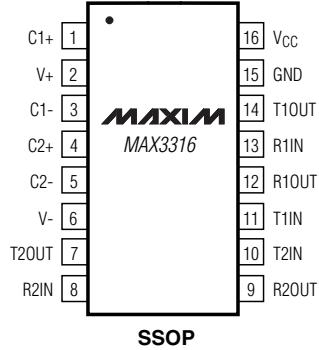 C1+ 1 16 VCC
V+ 2 15 GND
C1- 3 MAXIM 14 T1OUT
C2+ 4 MAX3316 13 R1IN
C2- 5 12 R1OUT
V- 6 11 T1IN
T2OUT 7 10 T2IN
R2IN 8 9 R2OUT
SSOP